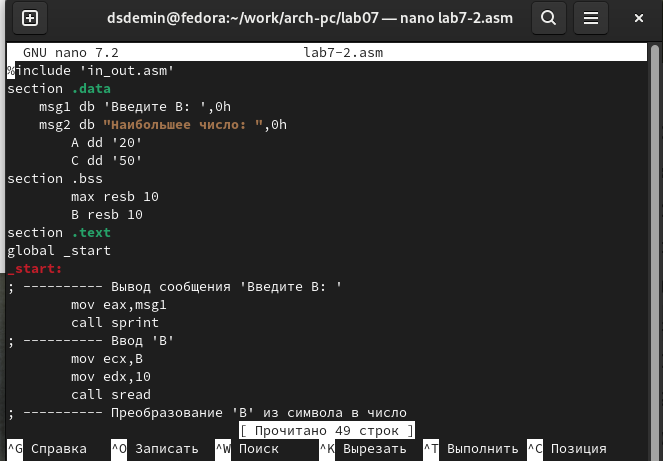 dsdemin@fedora:~/work/arch-pc/lab07 — nano lab7-2.asm
GNU nano 7.2 lab7-2.asm
%include 'in_out.asm'
section .data
msg1 db 'Введите B: ',0h
msg2 db "Наибольшее число: ",0h
A dd '20'
C dd '50'
section .bss
max resb 10
B resb 10
section .text
global _start
_start:
; ---------- Вывод сообщения 'Введите B: '
mov eax,msg1
call sprint
; ---------- Ввод 'B'
mov ecx,B
mov edx,10
call sread
; ---------- Преобразование 'B' из символа в число
[ Прочитано 49 строк ]
^G Справка ^O Записать ^W Поиск ^K Вырезать ^T Выполнить ^C Позиция